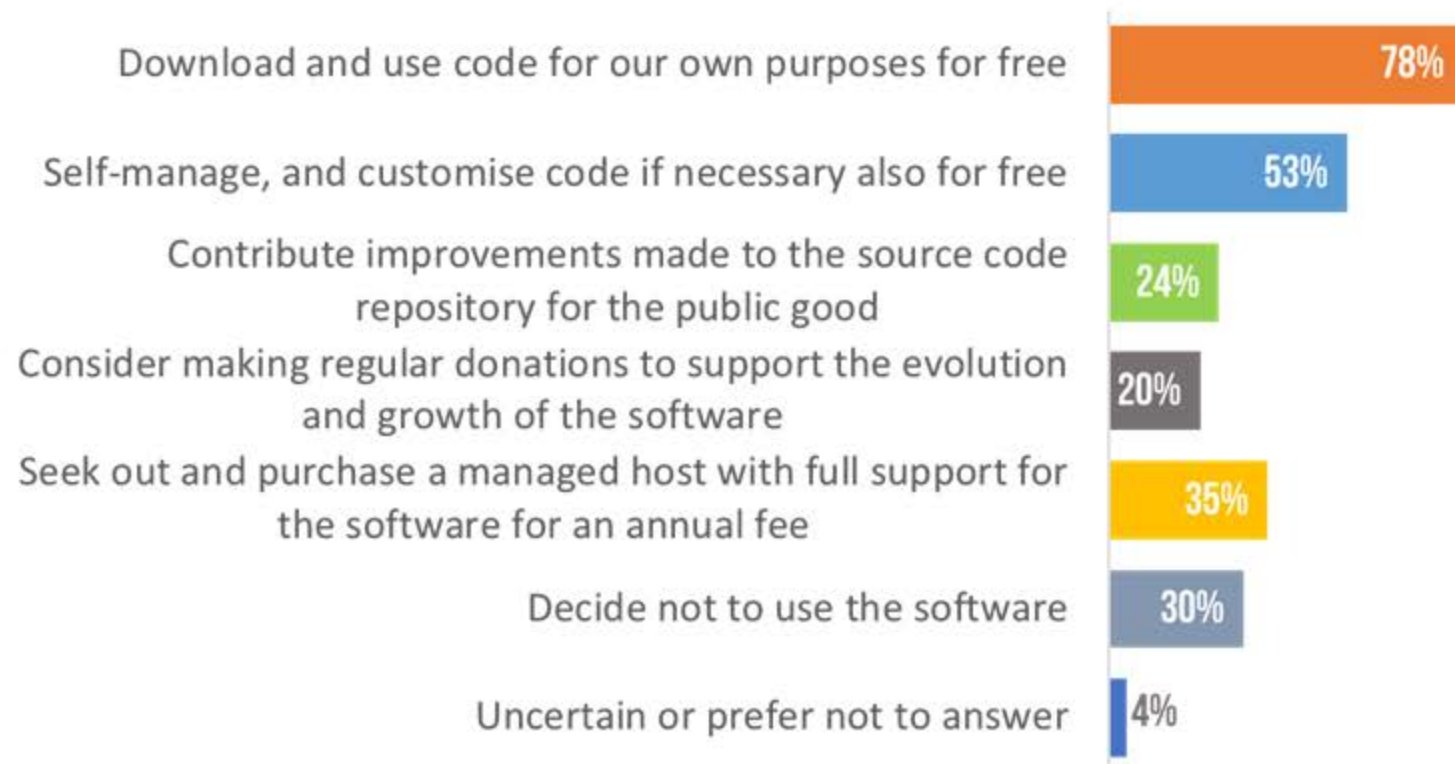 Download and use code for our own purposes for free
78%
Self-manage, and customise code if necessary also for free
53%
Contribute improvements made to the source code
repository for the public good
24%
Consider making regular donations to support the evolution
and growth of the software
20%
Seek out and purchase a managed host with full support for
the software for an annual fee
35%
Decide not to use the software
30%
Uncertain or prefer not to answer
4%